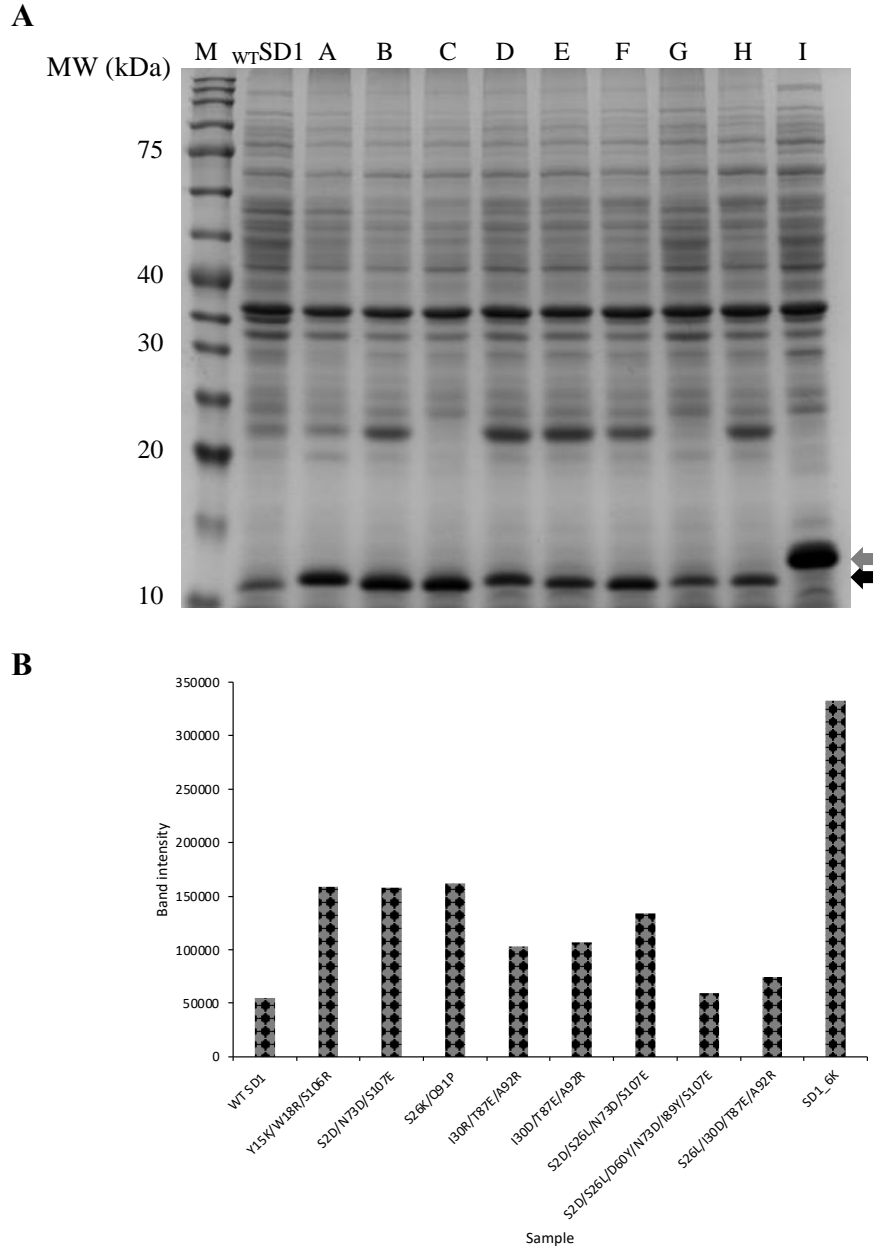 A
M WTSD1 A B C D E F G H I
MW (kDa)
75
40
30
20
10
B
350000
300000
250000
200000
150000
100000
50000
0
Band intensity
WT SD1
Y15K/W18R/S106R
S2D/N73D/S107E
S26K/Q91P
I30R/T87E/A92R
I30D/T87E/A92R
S2D/S26L/N73D/S107E
S2D/S26L/D60Y/N73D/I89Y/S107E
S26L/I30D/T87E/A92R
SD1_6K
Sample